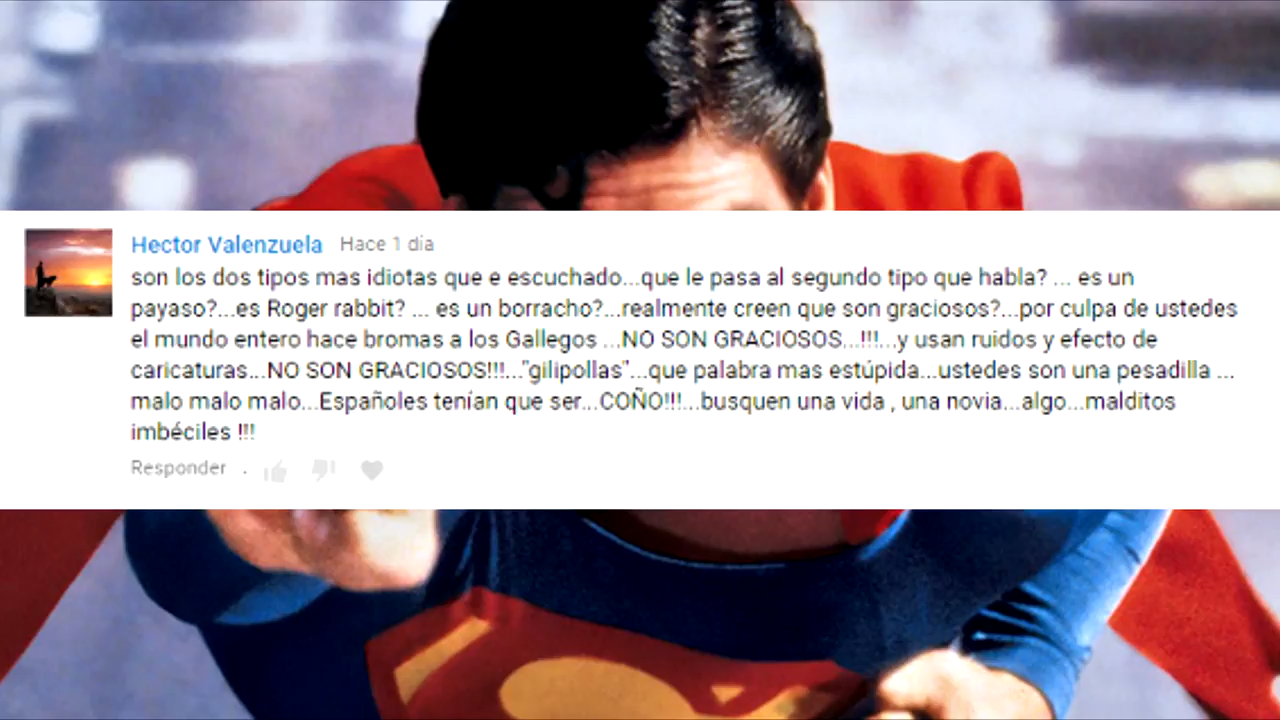 Hector Valenzuela Hace 1 día
son los dos tipos mas idiotas que e escuchado...que le pasa al segundo tipo que habla? ... es un
payaso?...es Roger rabbit? ... es un borracho?...realmente creen que son graciosos?...por culpa de ustedes
el mundo entero hace bromas a los Gallegos ...NO SON GRACIOSOS...!!!...y usan ruidos y efecto de
caricaturas...NO SON GRACIOSOS!!!..."gilipollas"...que palabra mas estúpida...ustedes son una pesadilla ...
malo malo malo...Españoles tenían que ser...COÑO!!!...busquen una vida , una novia...algo...malditos
imbéciles !!!
Responder .